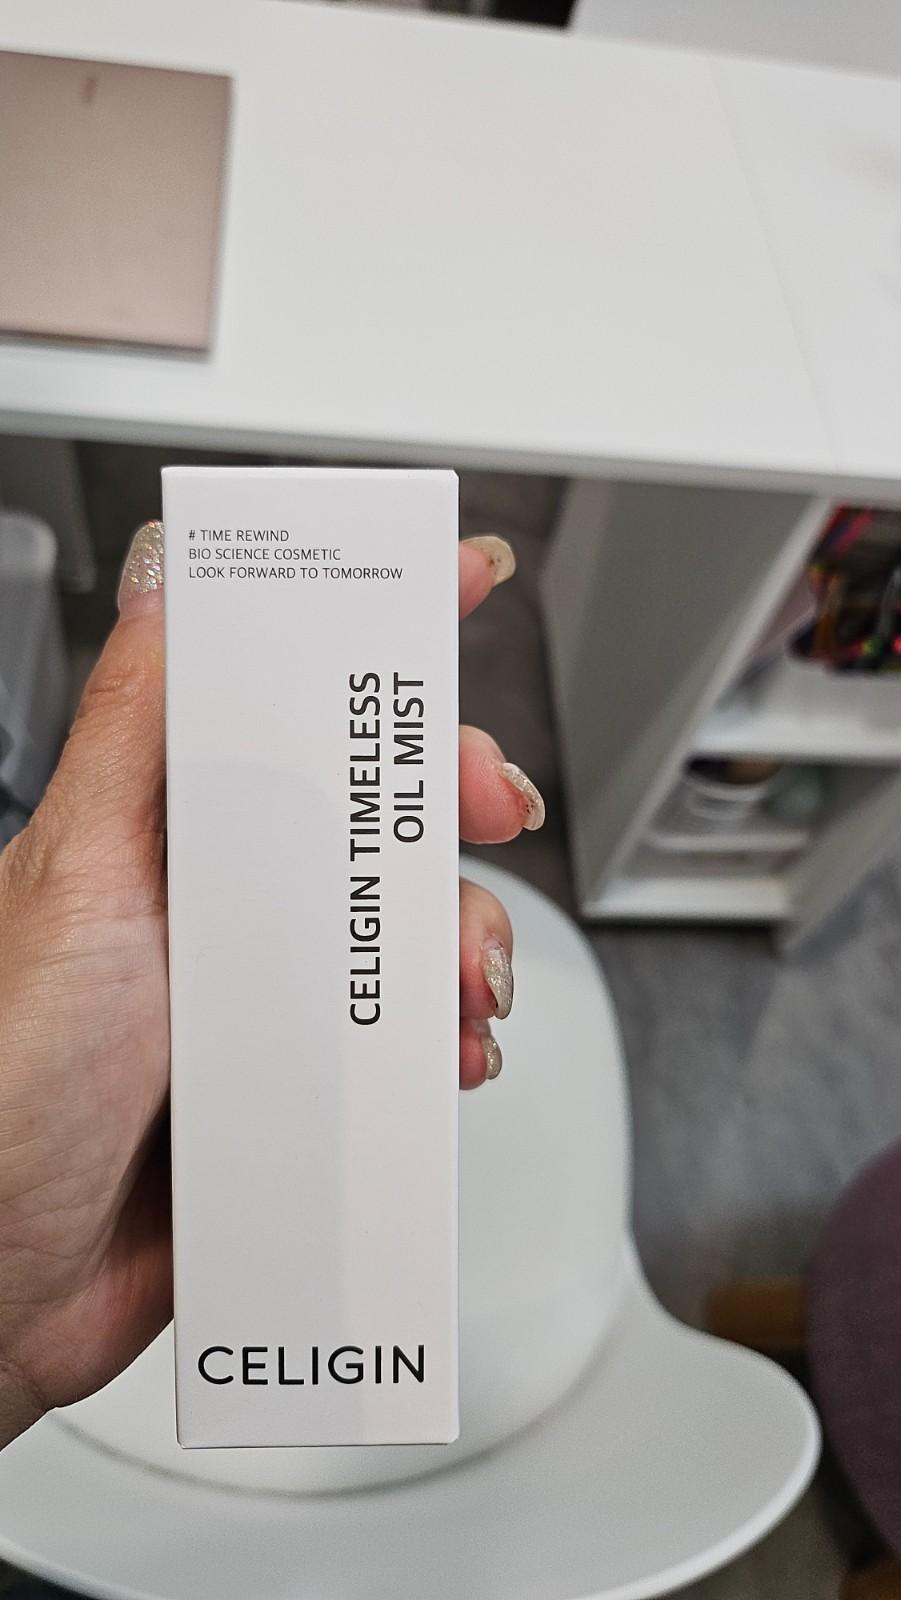 # TIME REWIND
BIO SCIENCE COSMETIC
LOOK FORWARD TO TOMORROW
CELIGIN TIMELESS
OIL MIST
CELIGIN